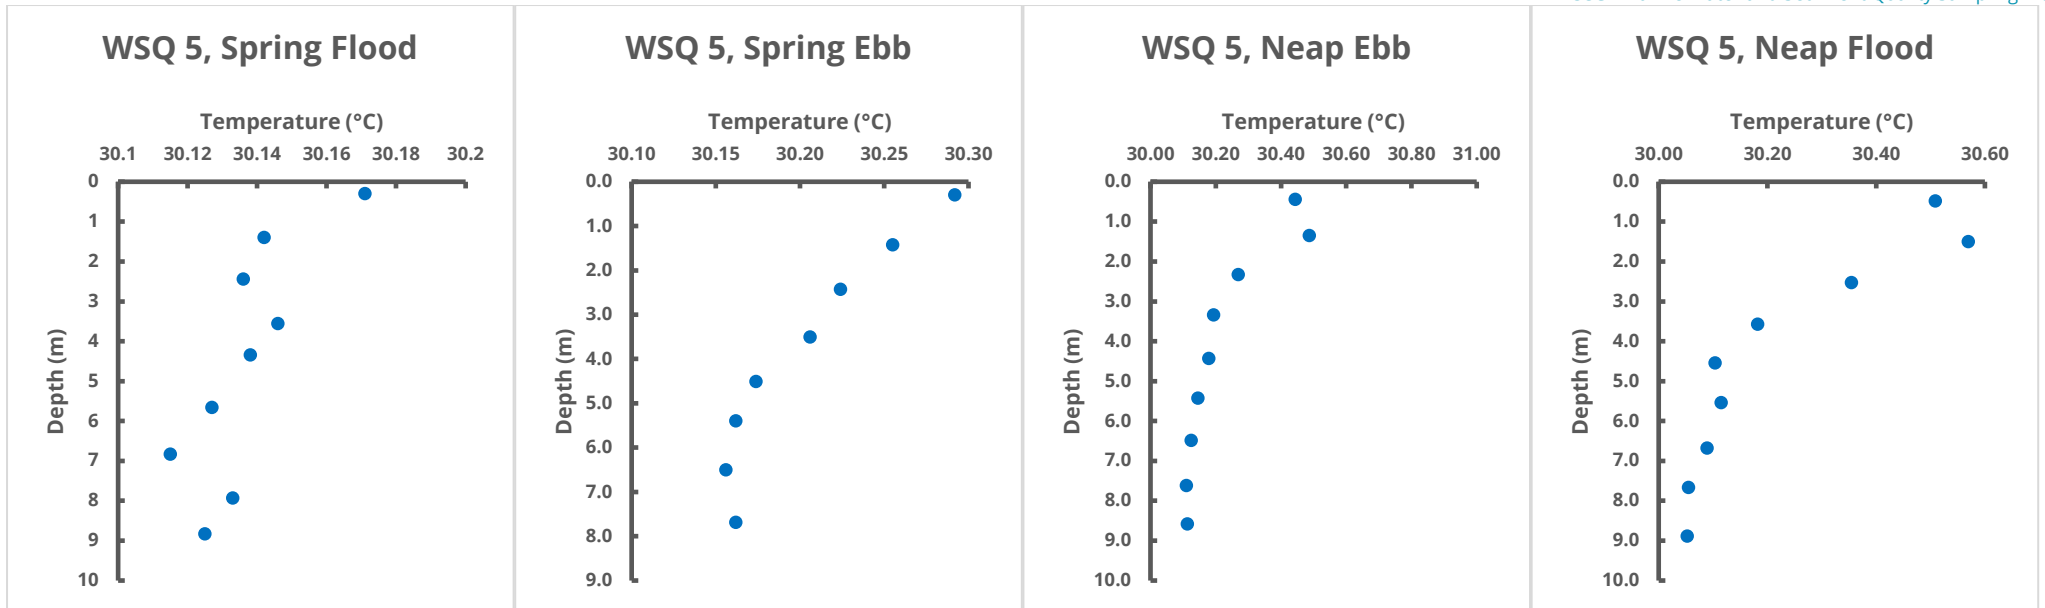 WSQ 5, Spring Flood
Temperature (°C)
30.1 30.12 30.14 30.16 30.18 30.2
0
1
2
3
4
5
6
7
8
9
10
Depth (m)
WSQ 5, Spring Ebb
Temperature (°C)
30.10 30.15 30.20 30.25 30.30
0.0
1.0
2.0
3.0
4.0
5.0
6.0
7.0
8.0
9.0
Depth (m)
WSQ 5, Neap Ebb
Temperature (°C)
30.00 30.20 30.40 30.60 30.80 31.00
0.0
1.0
2.0
3.0
4.0
5.0
6.0
7.0
8.0
9.0
10.0
Depth (m)
WSQ 5, Neap Flood
Temperature (°C)
30.00 30.20 30.40 30.60
0.0
1.0
2.0
3.0
4.0
5.0
6.0
7.0
8.0
9.0
10.0
Depth (m)